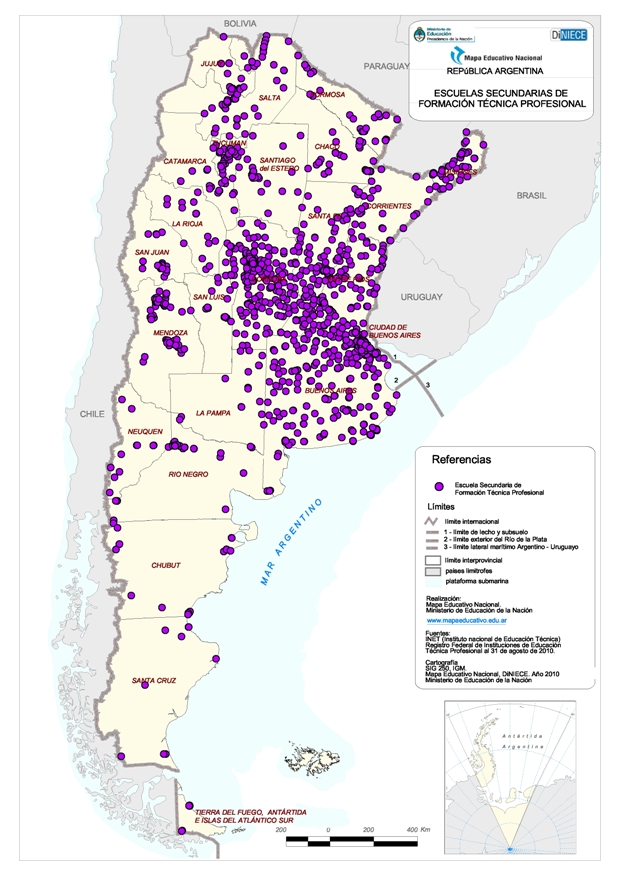 BOLIVIA
Ministerio de
Educación
Presidencia de la Nación
DiNIECE
Mapa Educativo Nacional
REPúBLICA ARGENTINA
ESCUELAS SECUNDARIAS DE
FORMACIÓN TÉCNICA PROFESIONAL
PARAGUAY
JUJUY
SALTA
FORMOSA
TUCUMAN
CHACO
CATAMARCA
SANTIAGO
del ESTERO
MISIONES
BRASIL
CORRIENTES
SANTA FE
LA RIOJA
SAN JUAN
SAN LUIS
URUGUAY
CIUDAD DE
BUENOS AIRES
MENDOZA
1
2
3
BUENOS AIRES
LA PAMPA
CHILE
NEUQUEN
RIO NEGRO
MAR ARGENTINO
CHUBUT
SANTA CRUZ
TIERRA DEL FUEGO, ANTÁRTIDA
E ISLAS DEL ATLÁNTICO SUR
Referencias
Escuela Secundaria de
Formación Técnica Profesional
Límites
límite internacional
1 - límite de lecho y subsuelo
2 - límite exterior del Río de la Plata
3 - límite lateral marítimo Argentino - Uruguayo
límite interprovincial
países limítrofes
plataforma submarina
Realización:
Mapa Educativo Nacional.
Ministerio de Educación de la Nación
www.mapaeducativo.edu.ar
Fuentes:
INET (Instituto nacional de Educación Técnica)
Registro Federal de Instituciones de Educación
Técnica Profesional al 31 de agosto de 2010.
Cartografía
SIG 250, IGM.
Mapa Educativo Nacional, DiNIECE. Año 2010
Ministerio de Educación de la Nación
Antártida
Argentina
200 0 200 400 Km